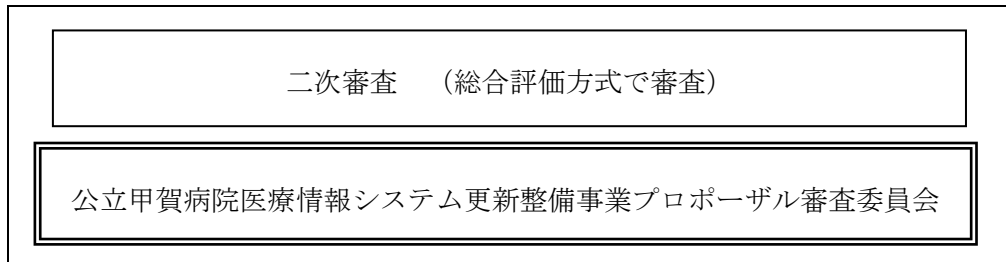 二次審査　（総合評価方式で審査）
公立甲賀病院医療情報システム更新整備事業プロポーザル審査委員会